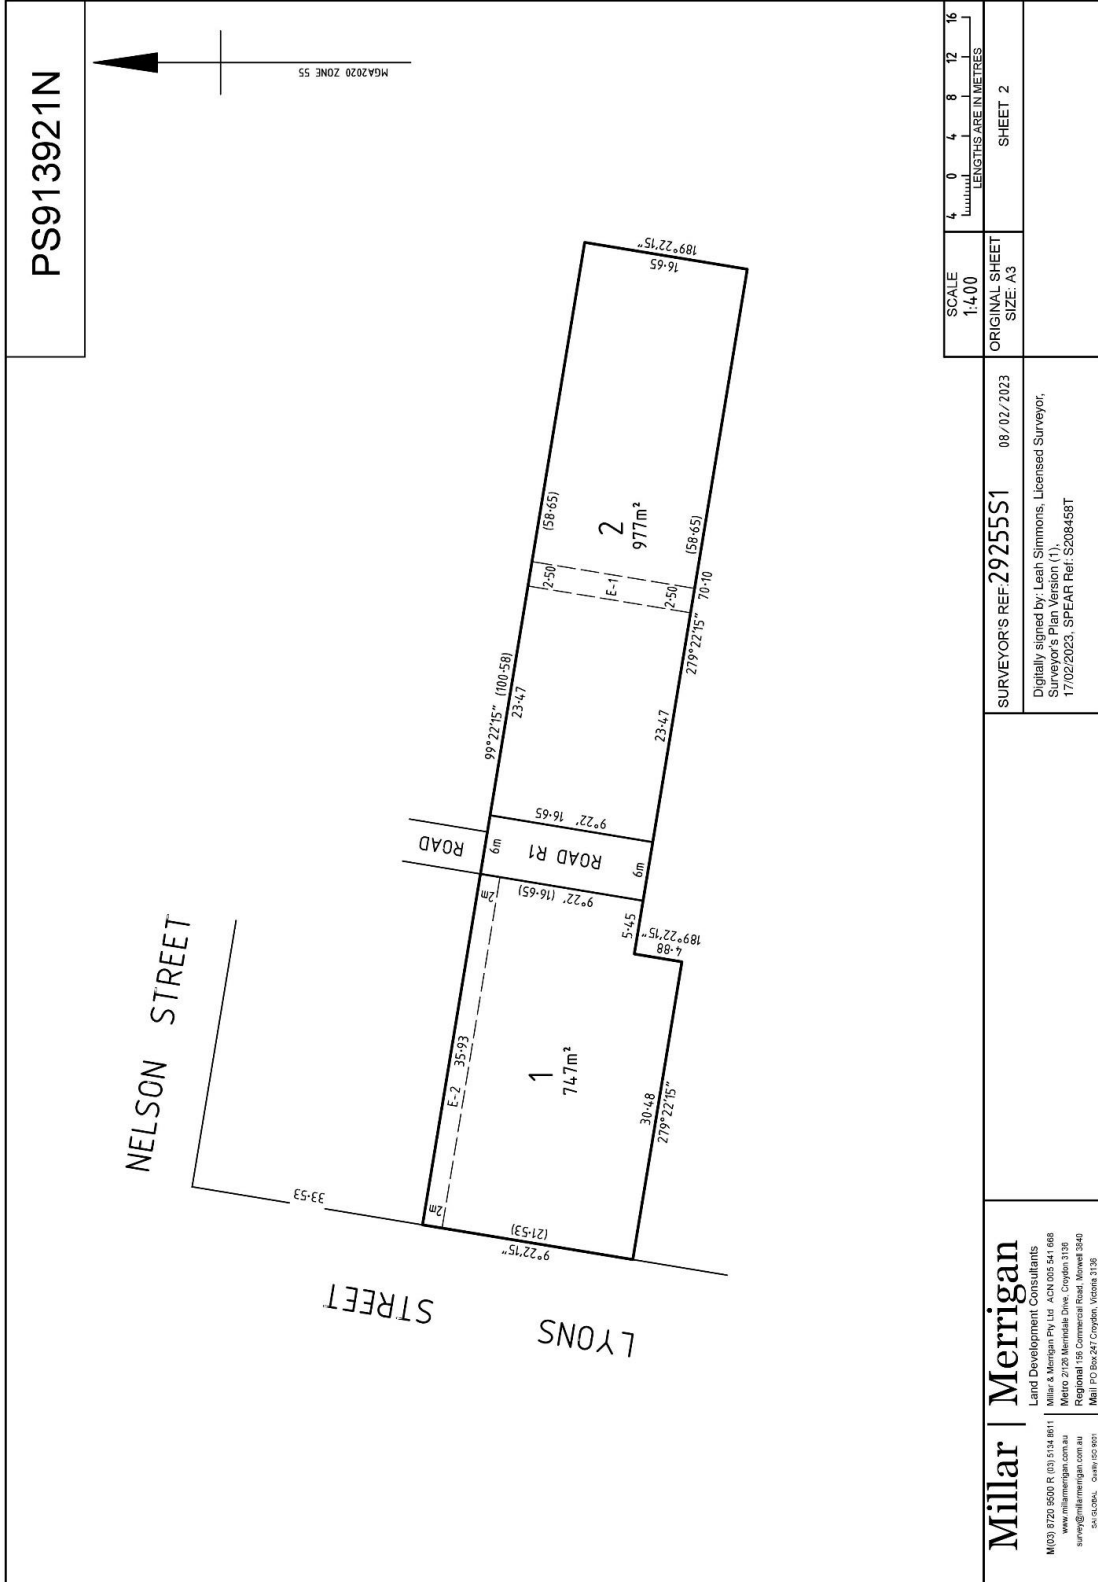 PS913921N
MGA2020 ZONE 55
NELSON STREET
LYONS
STREET
33·53
ROAD
99°22'15" (100·58)
E-2 35·93
2m
2m
9°22'15"
(21·53)
1
747m²
30·48
279°22'15"
4·88
189°22'15"
5·45
9°22' (16·65)
ROAD R1
6m
6m
9°22' 16·65
23·47
23·47
2·50
E-1
2·50
(58·65)
2
977m²
(58·65)
279°22'15" 70·10
16·65
189°22'15"
Millar | Merrigan
Land Development Consultants
M(03) 8720 9500 R (03) 5134 8611
www.millarmerrigan.com.au
survey@millarmerrigan.com.au
SAI GLOBAL Quality ISO 9001
Millar & Merrigan Pty Ltd ACN 005 541 668
Metro 2/126 Merrindale Drive, Croydon 3136
Regional 156 Commercial Road, Morwell 3840
Mail PO Box 247 Croydon, Victoria 3136
SURVEYOR'S REF: 29255S1 08/02/2023
Digitally signed by: Leah Simmons, Licensed Surveyor,
Surveyor's Plan Version (1),
17/02/2023, SPEAR Ref: S208458T
SCALE
1:400
4 0 4 8 12 16
LENGTHS ARE IN METRES
ORIGINAL SHEET
SIZE: A3
SHEET 2